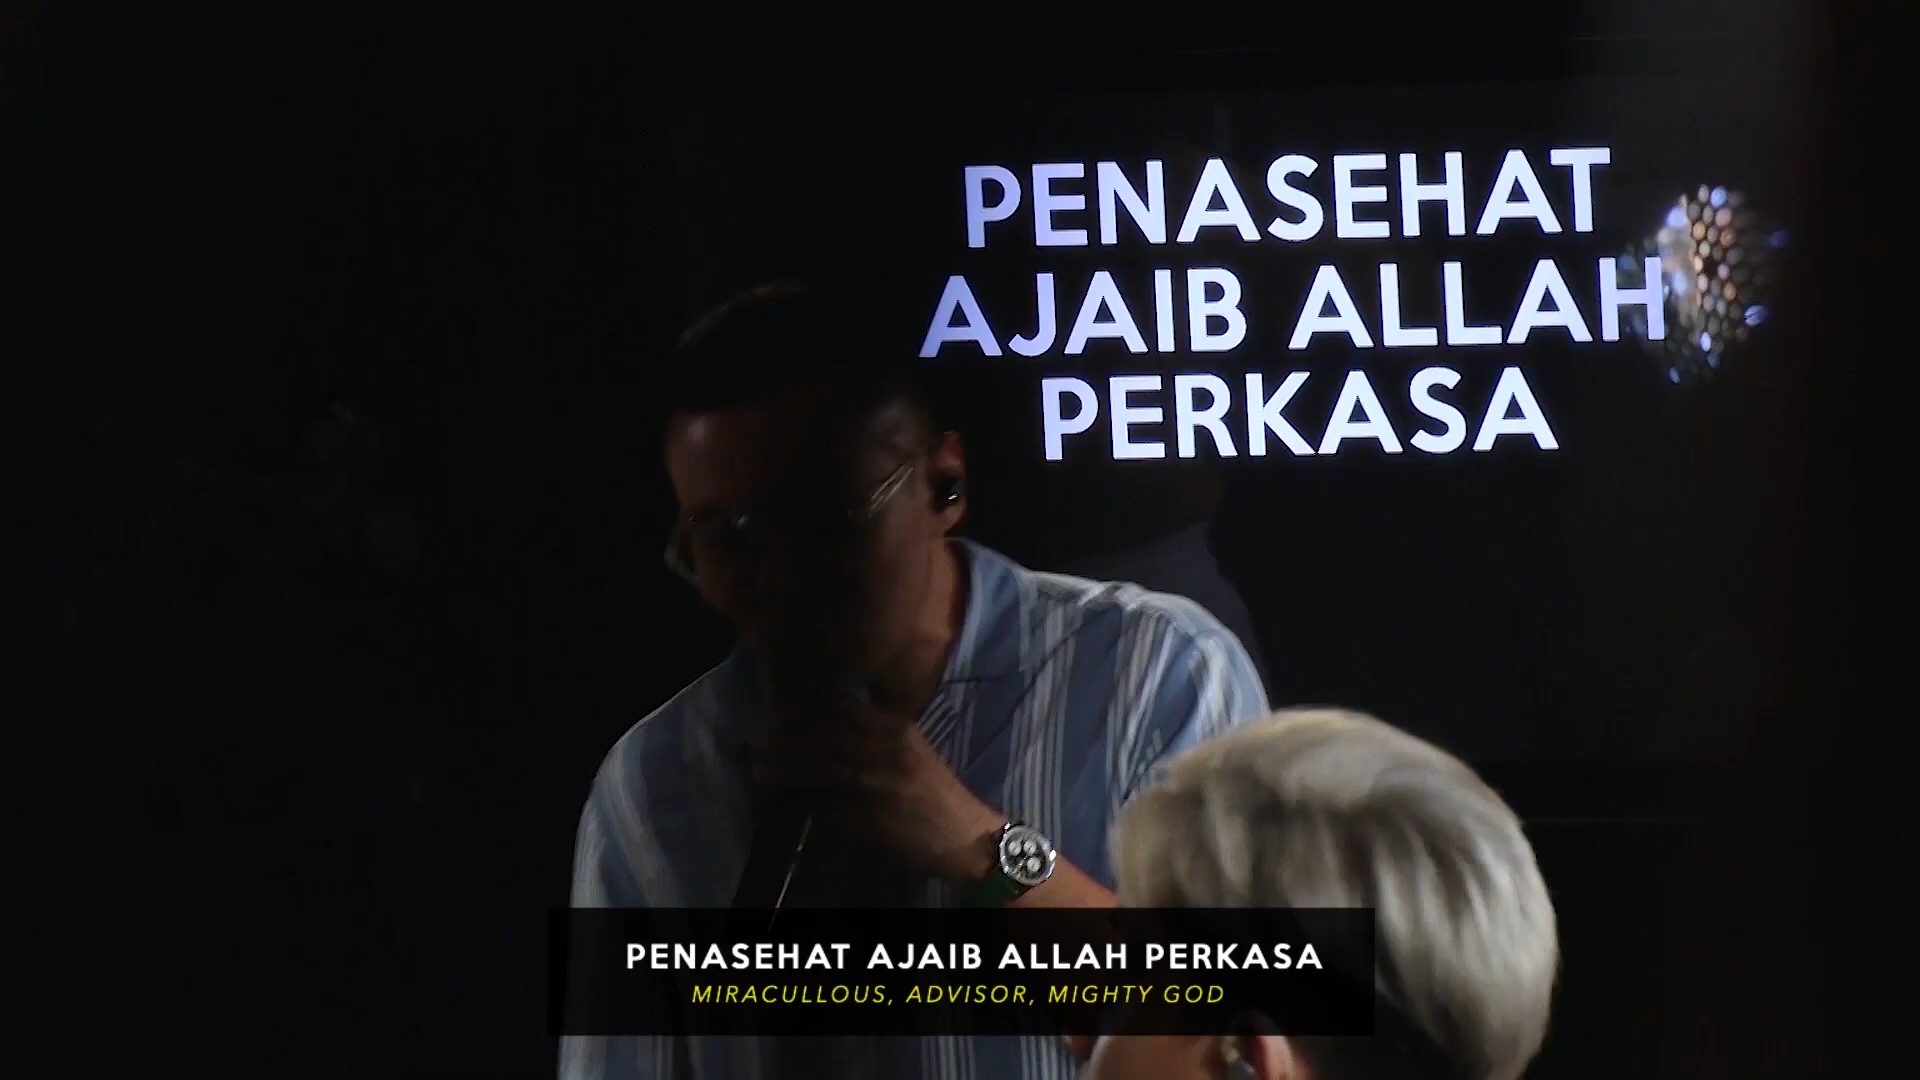 PENASEHAT
AJAIB ALLAH
PERKASA
PENASEHAT AJAIB ALLAH PERKASA
MIRACULLOUS, ADVISOR, MIGHTY GOD